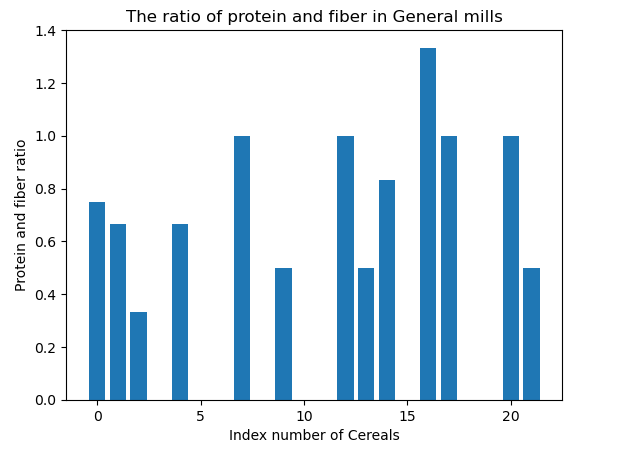 The ratio of protein and fiber in General mills
Protein and fiber ratio
1.4
1.2
1.0
0.8
0.6
0.4
0.2
0.0
0 5 10 15 20
Index number of Cereals